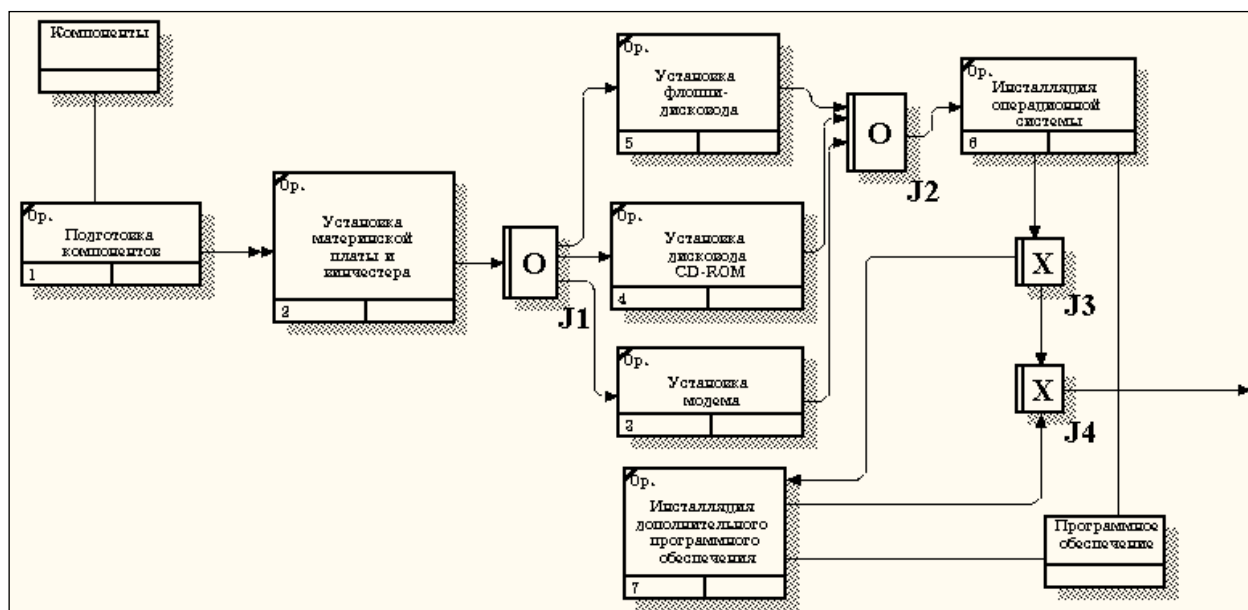 Компоненты
0р.
Подготовка
компонентов
1
0р.
Установка
материнской
платы и
винчестера
2
O
J1
0р.
Установка
флоппи-
дисковода
5
0р.
Установка
дисковода
CD-ROM
4
0р.
Установка
модема
3
O
J2
0р.
Инсталляция
операционной
системы
6
X
J3
X
J4
0р.
Инсталляция
дополнительного
программного
обеспечения
7
Программное
обеспечение